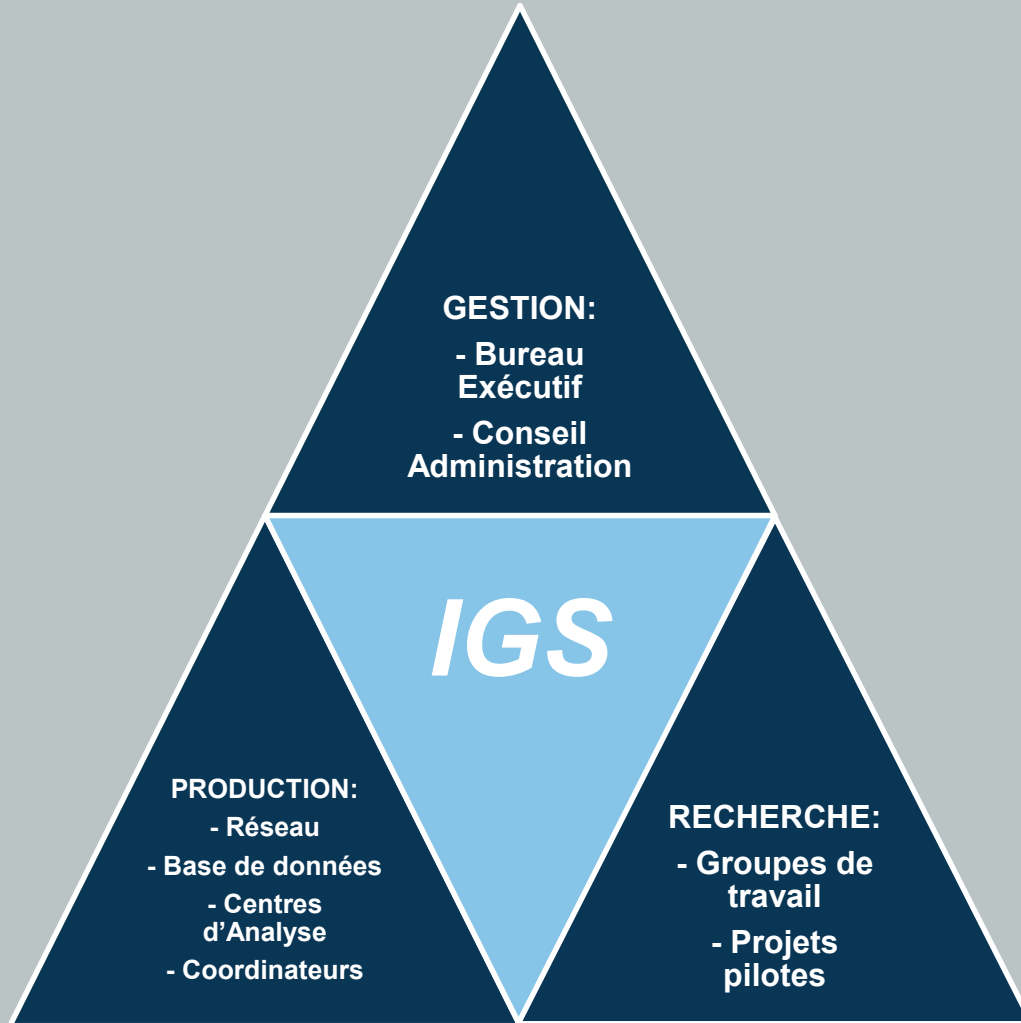 GESTION:
- Bureau
Exécutif
- Conseil
Administration
IGS
PRODUCTION:
- Réseau
- Base de données
- Centres
d’Analyse
- Coordinateurs
RECHERCHE:
- Groupes de
travail
- Projets
pilotes